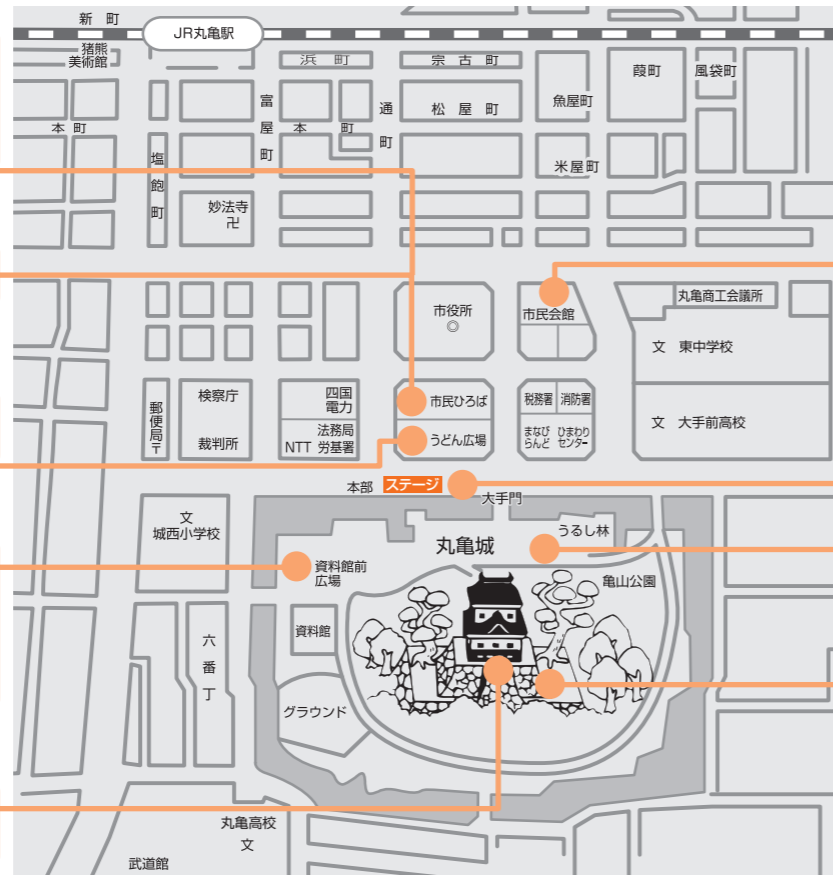 新町
JR丸亀駅
猪熊
美術館
浜町
宗古町
葭町
風袋町
富屋町
通町
松屋町
魚屋町
本町
本町
塩飽町
米屋町
妙法寺
卍
市役所
◎
市民会館
丸亀商工会議所
文 東中学校
郵便局〒
検察庁
裁判所
四国
電力
法務局
NTT 労基署
市民ひろば
うどん広場
税務署
消防署
まなび
らんど
ひまわり
センター
文 大手前高校
本部 ステージ
大手門
文
城西小学校
丸亀城
うるし林
資料館前
広場
亀山公園
資料館
六番丁
グラウンド
丸亀高校
文
武道館